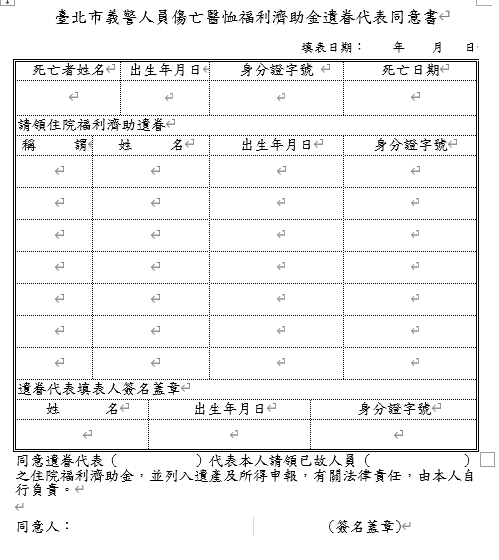 臺北市義警人員傷亡醫恤福利濟助金遺眷代表同意書
填表日期：　　年　　月　　日
死亡者姓名　出生年月日　身分證字號　死亡日期
請領住院福利濟助遺眷
稱　　謂　姓　　名　出生年月日　身分證字號
遺眷代表填表人簽名蓋章
姓　　名　出生年月日　身分證字號
同意遺眷代表（　　　　　）代表本人請領已故人員（　　　　　　）
之住院福利濟助金，並列入遺產及所得申報，有關法律責任，由本人自
行負責。
同意人：　　　　　　　　　　　　　　　　(簽名蓋章)